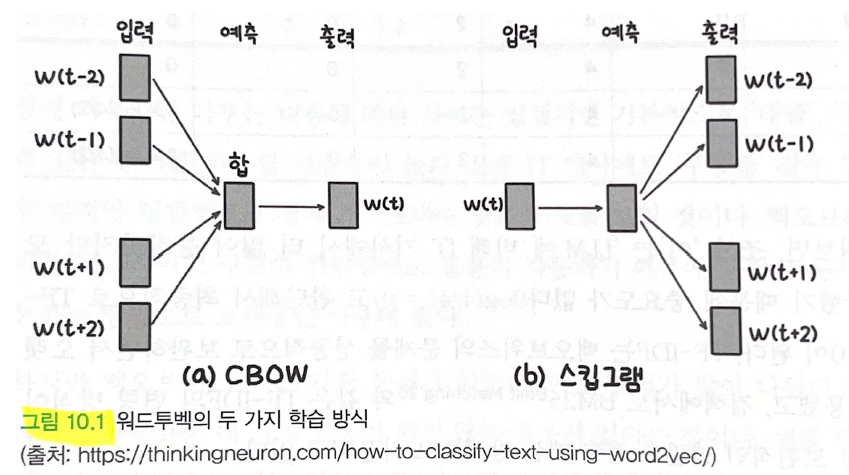 입력 예측 출력 입력 예측 출력
w(t-2) w(t-2)
w(t-1) w(t-1)
합
w(t) w(t)
w(t+1) w(t+1)
w(t+2) w(t+2)
(a) CBOW (b) 스킵그램
그림 10.1 워드투벡의 두 가지 학습 방식
(출처: https://thinkingneuron.com/how-to-classify-text-using-word2vec/)